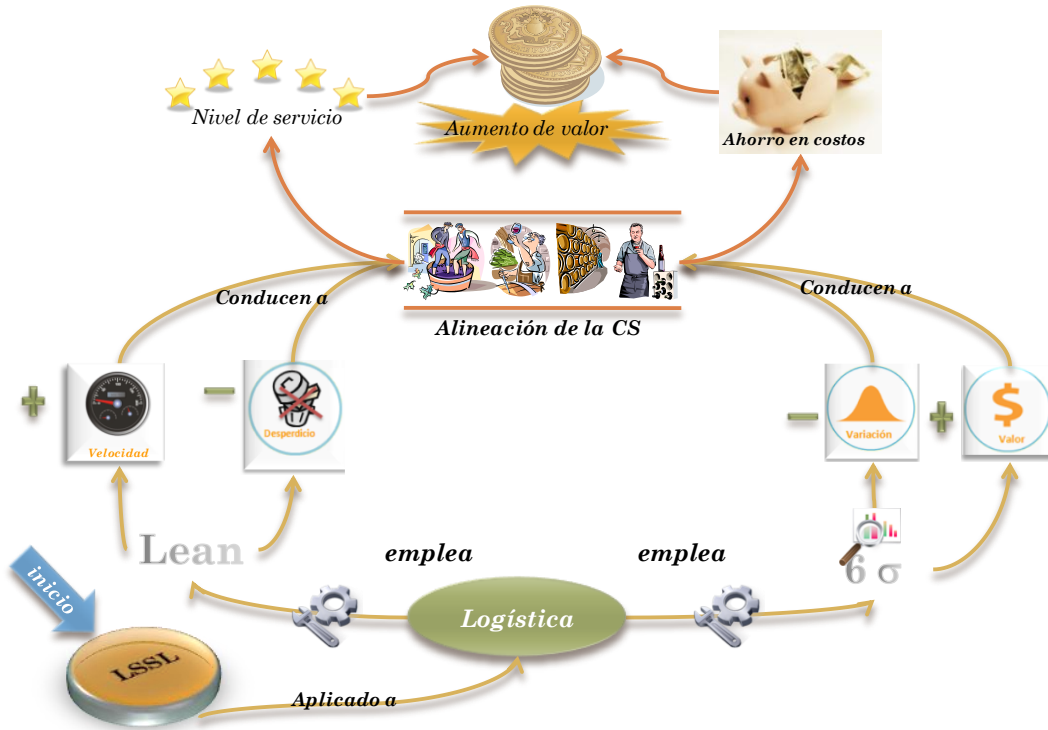 Nivel de servicio
Aumento de valor
Ahorro en costos
Conducen a
Conducen a
Alineación de la CS
+
−
−
+
Velocidad
Desperdicio
Variación
$
Valor
Lean
emplea
emplea
6 σ
inicio
Logística
LSSL
Aplicado a